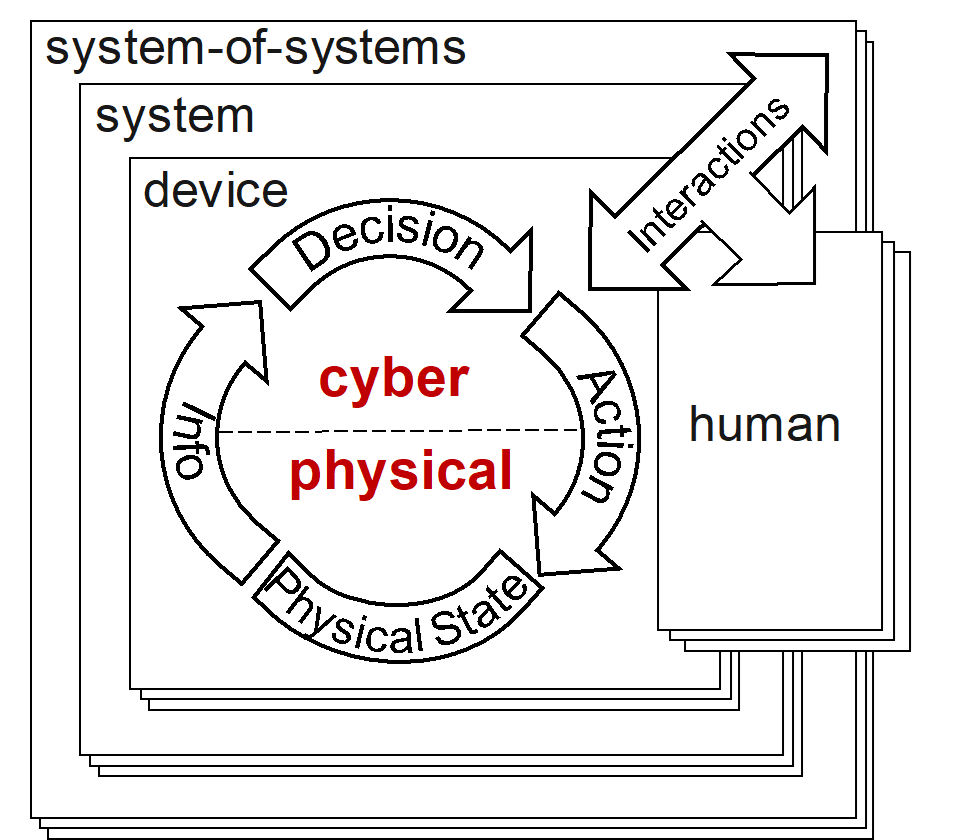 system-of-systems
system
device
Interactions
Decision
Action
Info
cyber
physical
human
Physical State